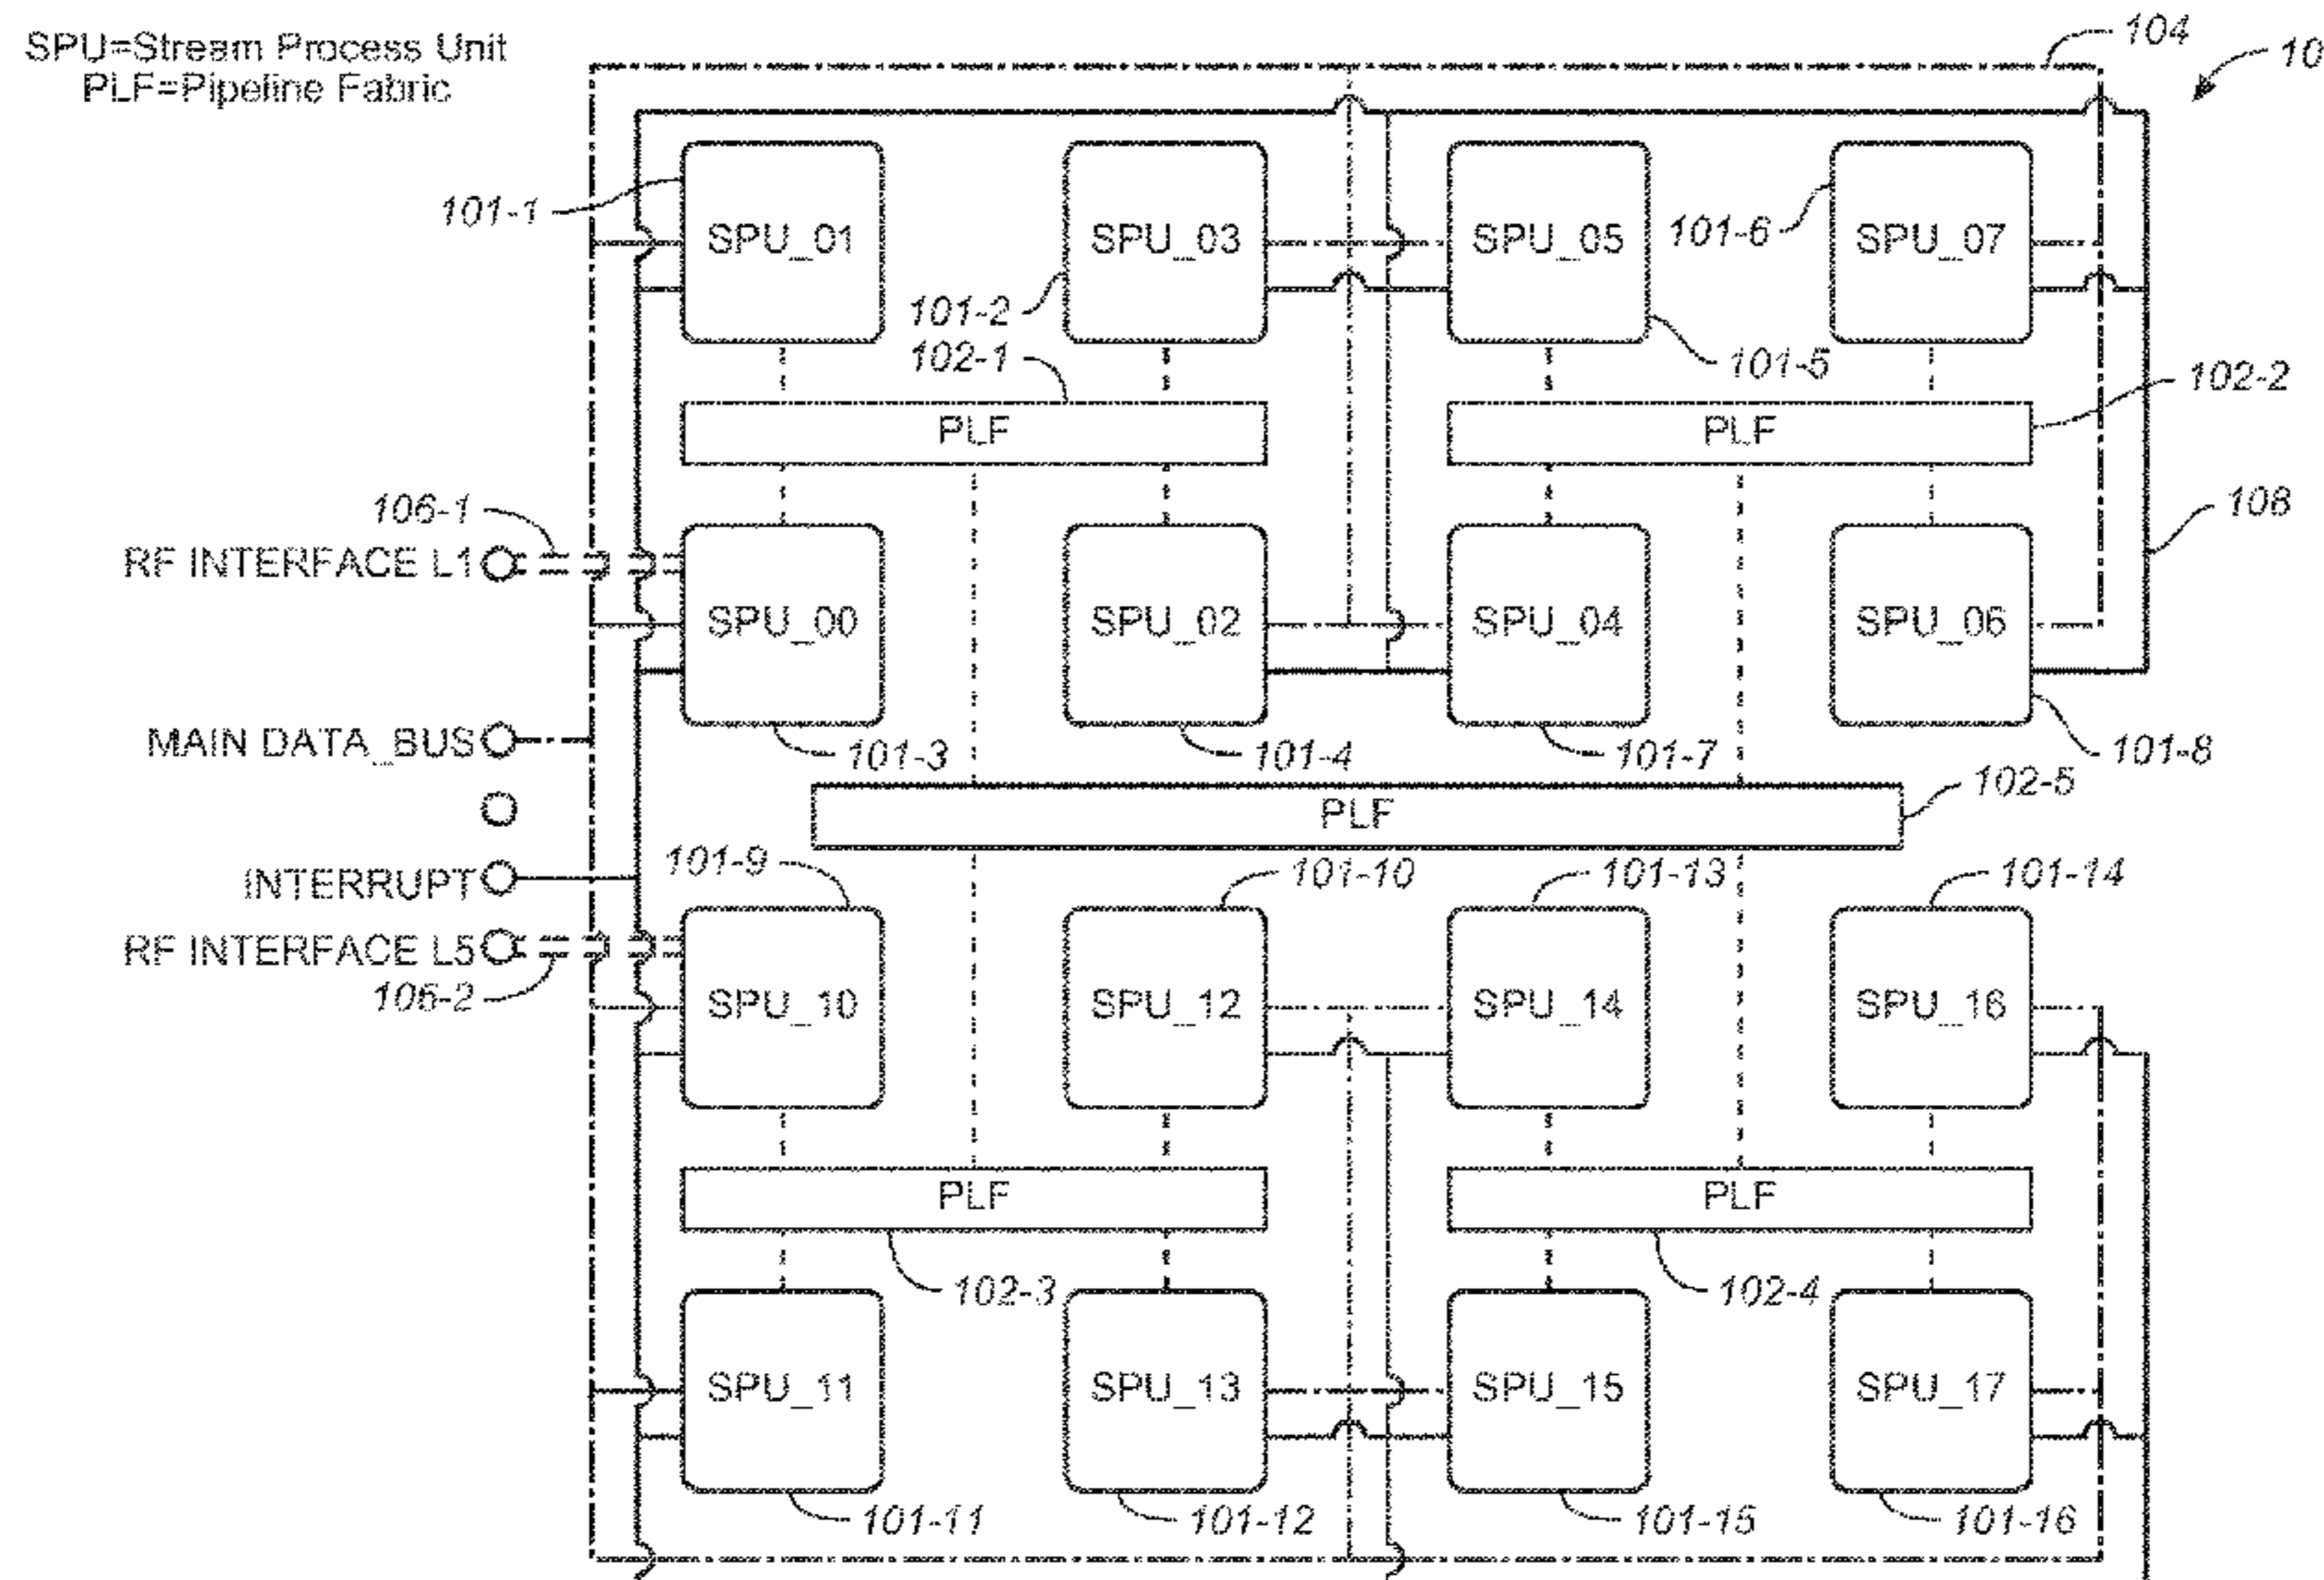 SPU=Stream Process Unit
PLF=Pipeline Fabric
104
10
101-1
SPU_01
SPU_03
SPU_05
101-6
SPU_07
101-2
102-1
101-5
102-2
PLF
PLF
106-1
108
RF INTERFACE L1
SPU_00
SPU_02
SPU_04
SPU_06
MAIN DATA_BUS
101-3
101-4
101-7
101-8
102-5
PLF
INTERRUPT
101-9
101-10
101-13
101-14
RF INTERFACE L5
106-2
SPU_10
SPU_12
SPU_14
SPU_16
PLF
PLF
102-3
102-4
SPU_11
SPU_13
SPU_15
SPU_17
101-11
101-12
101-15
101-16